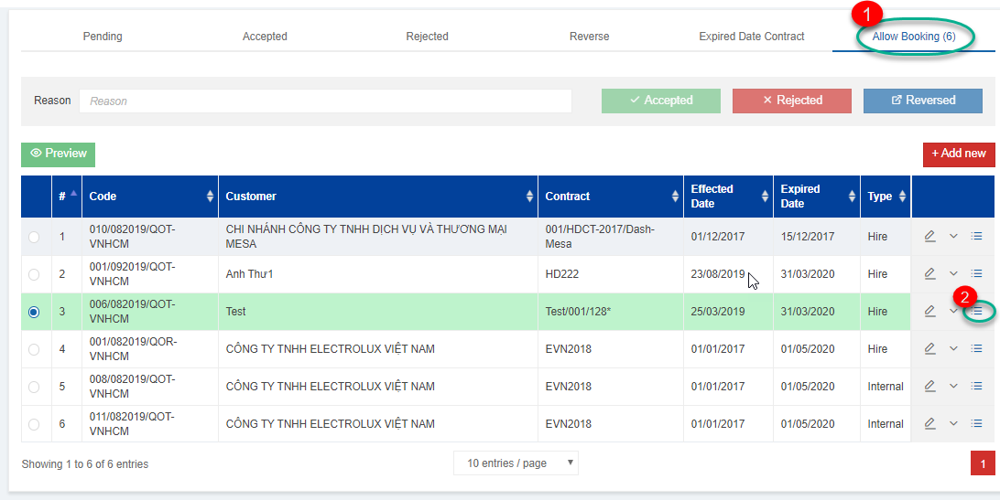 1
Pending Accepted Rejected Reverse Expired Date Contract Allow Booking (6)
Reason Reason Accepted Rejected Reversed
Preview + Add new
# Code Customer Contract Effected Date Expired Date Type
1 010/082019/QOT-VNHCM CHI NHÁNH CÔNG TY TNHH DỊCH VỤ VÀ THƯƠNG MẠI MESA 001/HDCT-2017/Dash-Mesa 01/12/2017 15/12/2017 Hire
2 001/092019/QOT-VNHCM Anh Thư1 HD222 23/08/2019 31/03/2020 Hire
2
3 006/082019/QOT-VNHCM Test Test/001/128* 25/03/2019 31/03/2020 Hire
4 001/082019/QOR-VNHCM CÔNG TY TNHH ELECTROLUX VIỆT NAM EVN2018 01/01/2017 01/05/2020 Hire
5 008/082019/QOT-VNHCM CÔNG TY TNHH ELECTROLUX VIỆT NAM EVN2018 01/01/2017 01/05/2020 Internal
6 011/082019/QOT-VNHCM CÔNG TY TNHH ELECTROLUX VIỆT NAM EVN2018 01/01/2017 01/05/2020 Internal
Showing 1 to 6 of 6 entries 10 entries / page 1